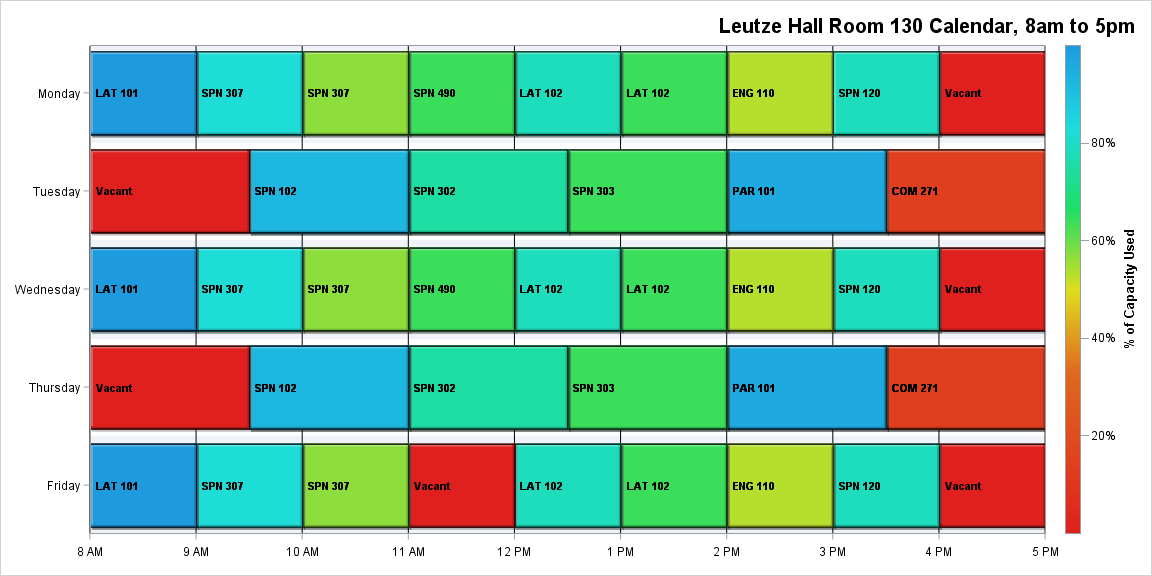 Leutze Hall Room 130 Calendar, 8am to 5pm
Monday
LAT 101
SPN 307
SPN 307
SPN 490
LAT 102
LAT 102
ENG 110
SPN 120
Vacant
Tuesday
Vacant
SPN 102
SPN 302
SPN 303
PAR 101
COM 271
Wednesday
LAT 101
SPN 307
SPN 307
SPN 490
LAT 102
LAT 102
ENG 110
SPN 120
Vacant
Thursday
Vacant
SPN 102
SPN 302
SPN 303
PAR 101
COM 271
Friday
LAT 101
SPN 307
SPN 307
Vacant
LAT 102
LAT 102
ENG 110
SPN 120
Vacant
8 AM
9 AM
10 AM
11 AM
12 PM
1 PM
2 PM
3 PM
4 PM
5 PM
80%
60%
40%
20%
% of Capacity Used